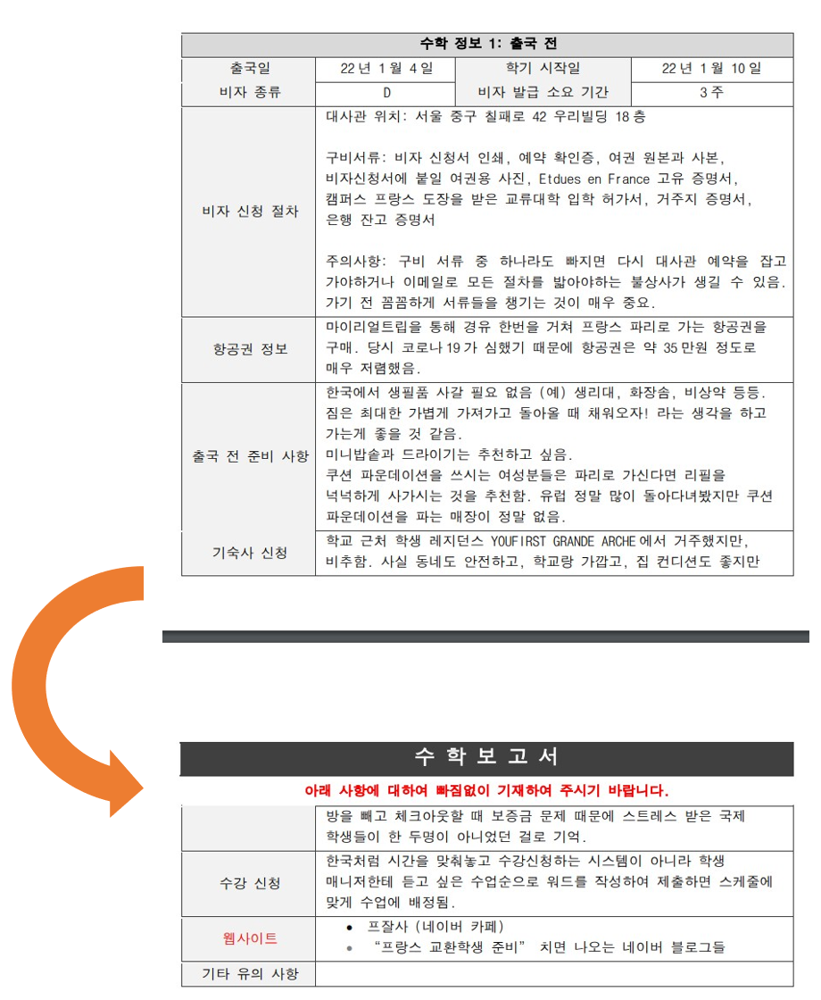 수학 정보 1: 출국 전
출국일 22년 1월 4일 학기 시작일 22년 1월 10일
비자 종류 D 비자 발급 소요 기간 3주
비자 신청 절차
대사관 위치: 서울 중구 칠패로 42 우리빌딩 18층
구비서류: 비자 신청서 인쇄, 예약 확인증, 여권 원본과 사본,
비자신청서에 붙일 여권용 사진, Etdues en France 고유 증명서,
캠퍼스 프랑스 도장을 받은 교류대학 입학 허가서, 거주지 증명서,
은행 잔고 증명서
주의사항: 구비 서류 중 하나라도 빠지면 다시 대사관 예약을 잡고
가야하거나 이메일로 모든 절차를 밟아야하는 불상사가 생길 수 있음.
가기 전 꼼꼼하게 서류들을 챙기는 것이 매우 중요.
항공권 정보
마이리얼트립을 통해 경유 한번을 거쳐 프랑스 파리로 가는 항공권을
구매. 당시 코로나19가 심했기 때문에 항공권은 약 35만원 정도로
매우 저렴했음.
출국 전 준비 사항
한국에서 생필품 사갈 필요 없음 (예) 생리대, 화장솜, 비상약 등등.
짐은 최대한 가볍게 가져가고 돌아올 때 채워오자! 라는 생각을 하고
가는게 좋을 것 같음.
미니밥솥과 드라이기는 추천하고 싶음.
쿠션 파운데이션을 쓰시는 여성분들은 파리로 가신다면 리필을
넉넉하게 사가시는 것을 추천함. 유럽 정말 많이 돌아다녀봤지만 쿠션
파운데이션을 파는 매장이 정말 없음.
기숙사 신청
학교 근처 학생 레지던스 YOUFIRST GRANDE ARCHE에서 거주했지만,
비추함. 사실 동네도 안전하고, 학교랑 가깝고, 집 컨디션도 좋지만
수 학 보 고 서
아래 사항에 대하여 빠짐없이 기재하여 주시기 바랍니다.
방을 빼고 체크아웃할 때 보증금 문제 때문에 스트레스 받은 국제
학생들이 한 두명이 아니었던 걸로 기억.
수강 신청
한국처럼 시간을 맞춰놓고 수강신청하는 시스템이 아니라 학생
매니저한테 듣고 싶은 수업순으로 워드를 작성하여 제출하면 스케줄에
맞게 수업에 배정됨.
웹사이트
● 프잘사 (네이버 카페)
● “프랑스 교환학생 준비” 치면 나오는 네이버 블로그들
기타 유의 사항